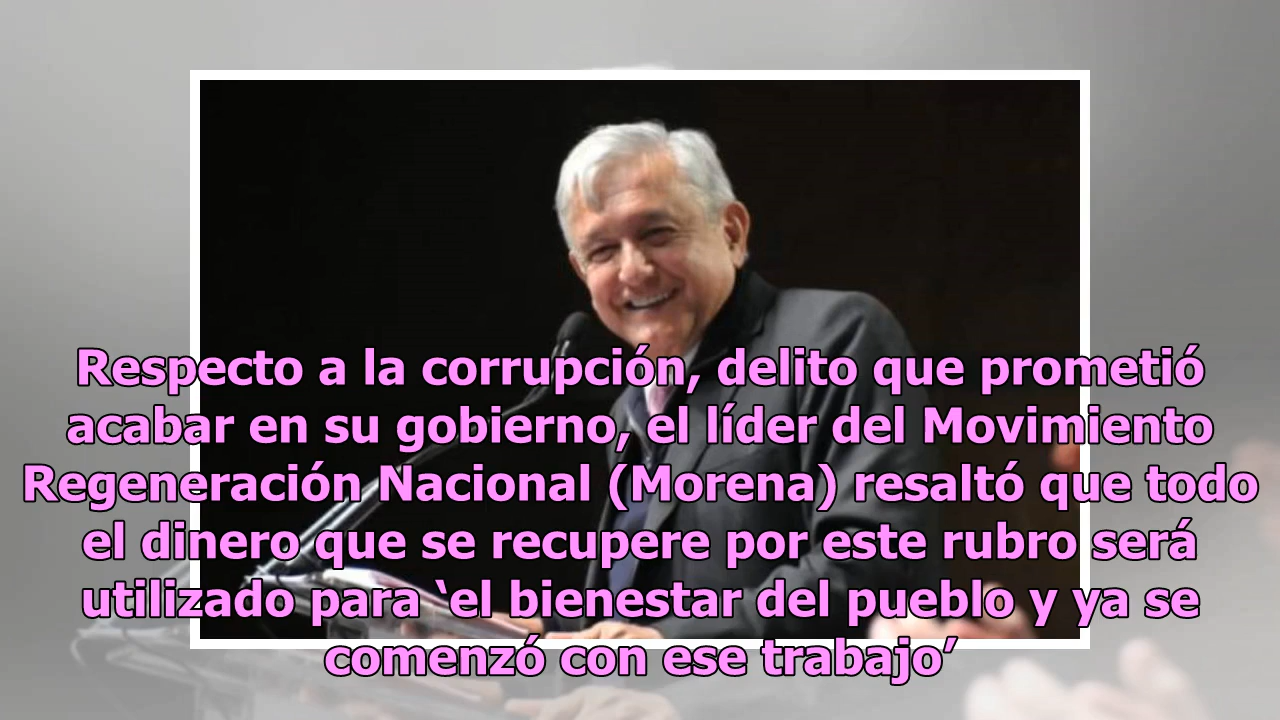 Respecto a la corrupción, delito que prometió
acabar en su gobierno, el líder del Movimiento
Regeneración Nacional (Morena) resaltó que todo
el dinero que se recupere por este rubro será
utilizado para ‘el bienestar del pueblo y ya se
comenzó con ese trabajo’